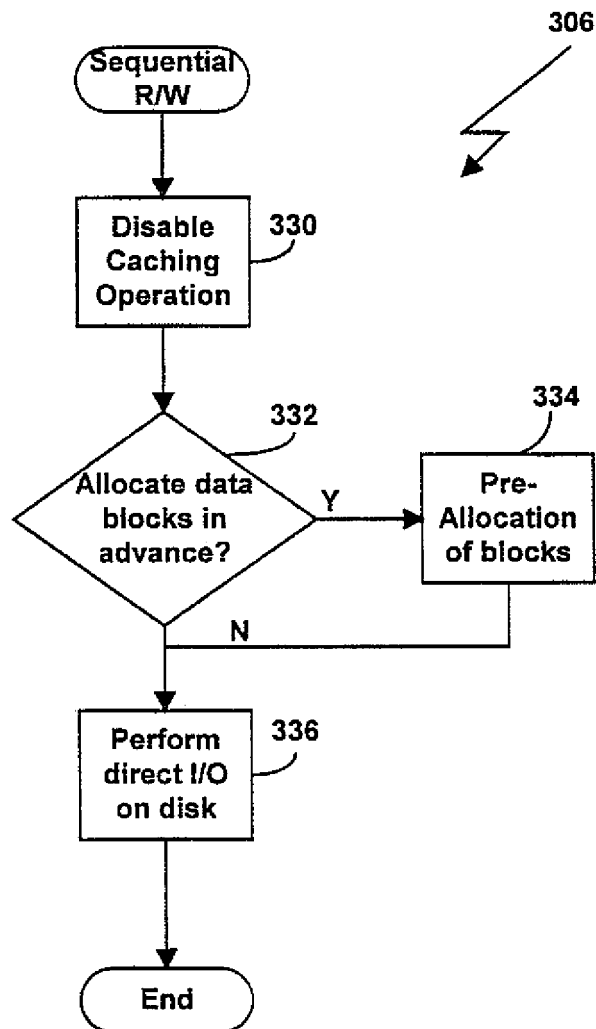 306
Sequential
R/W
330
Disable
Caching
Operation
332
334
Allocate data
blocks in
advance?
Y
Pre-
Allocation
of blocks
N
336
Perform
direct I/O
on disk
End